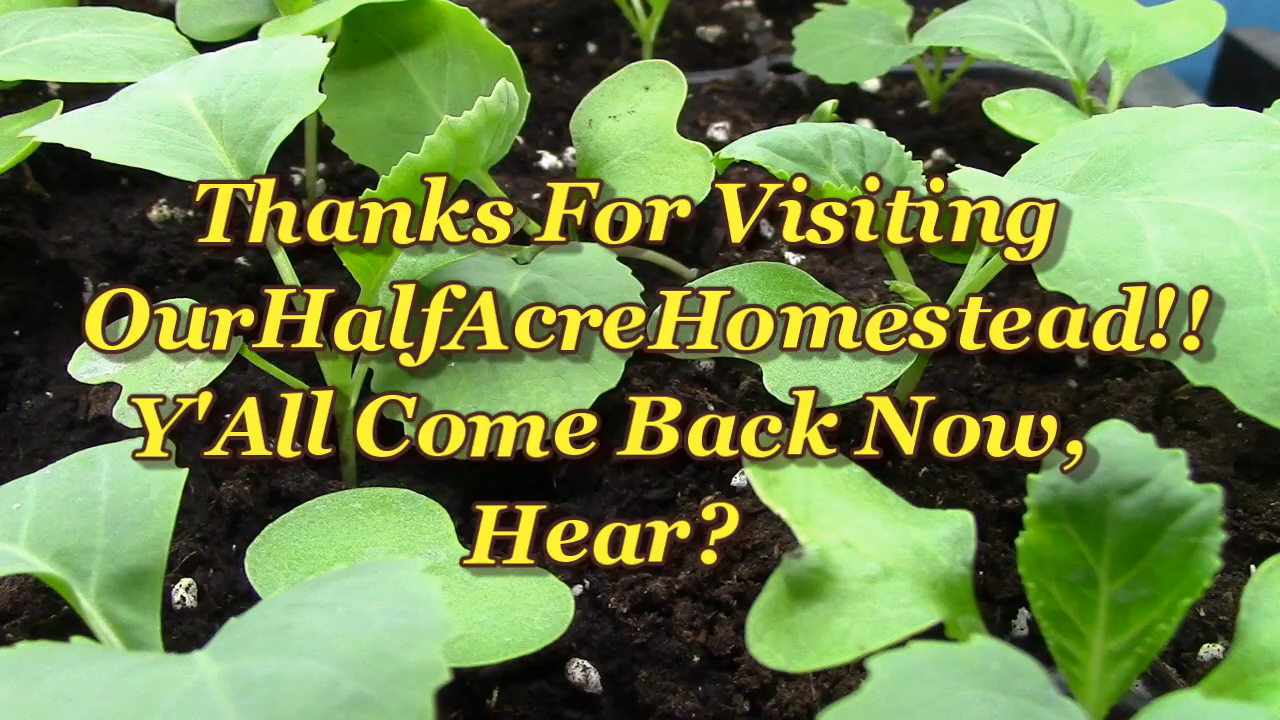 Thanks For Visiting
OurHalfAcreHomestead!!
Y'All Come Back Now,
Hear?